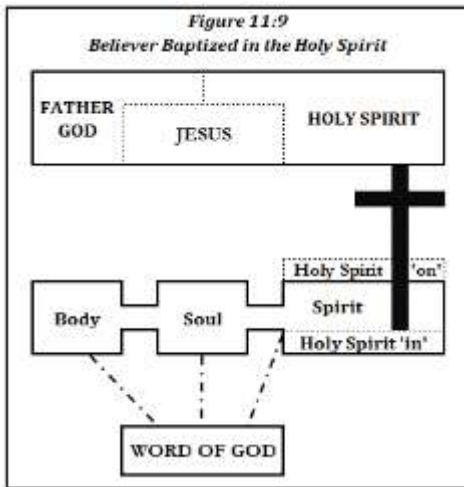 Figure 11:9
Believer Baptized in the Holy Spirit
FATHER
GOD
JESUS
HOLY SPIRIT
Holy Spirit 'on'
Body
Soul
Spirit
Holy Spirit 'in'
WORD OF GOD